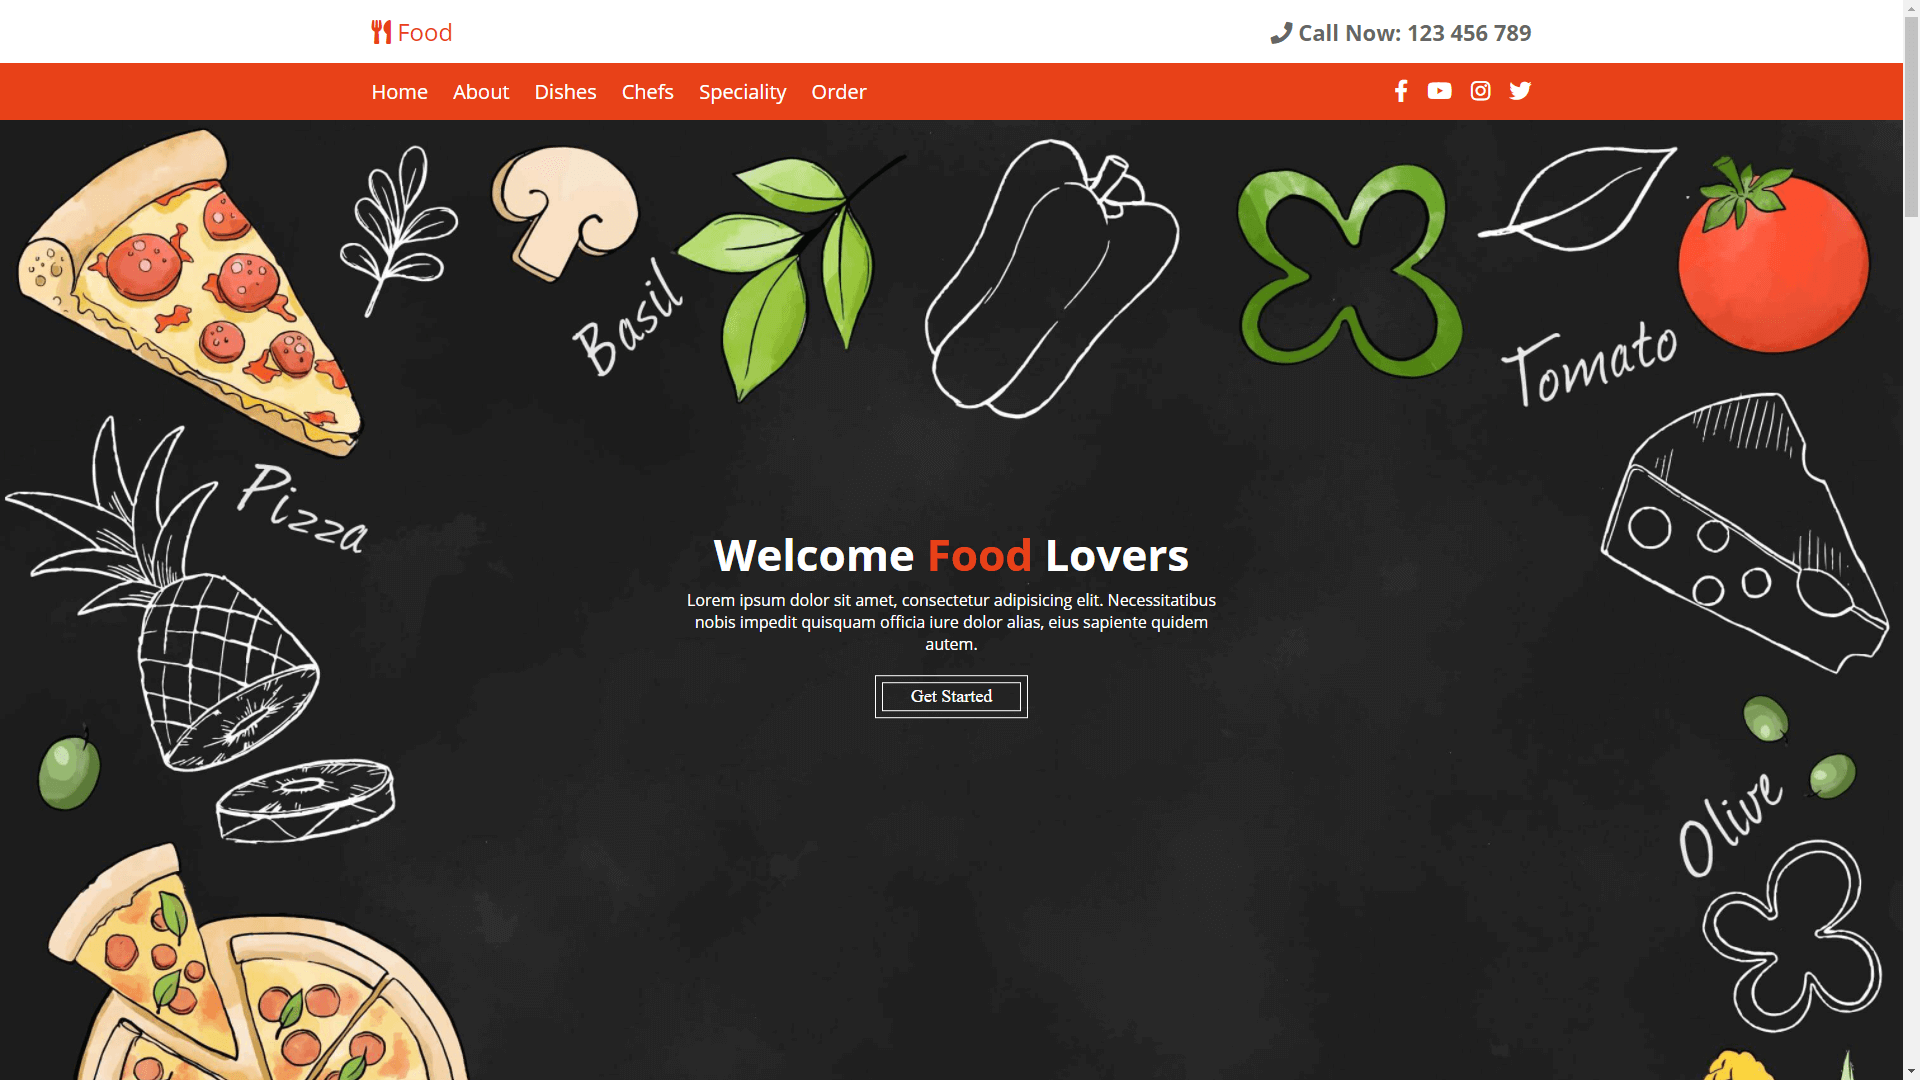 Food
Call Now: 123 456 789
Home About Dishes Chefs Speciality Order
Basil
Tomato
Pizza
Welcome Food Lovers
Lorem ipsum dolor sit amet, consectetur adipisicing elit. Necessitatibus
nobis impedit quisquam officia iure dolor alias, eius sapiente quidem
autem.
Get Started
Olive